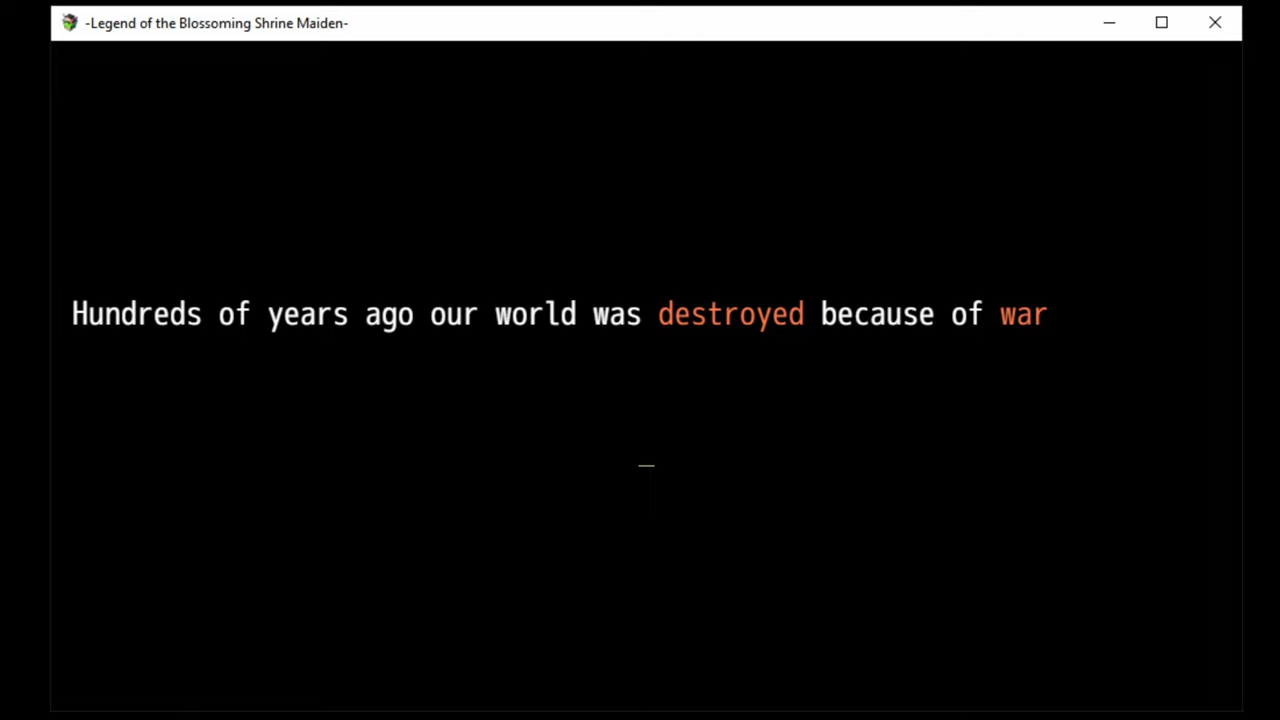 -Legend of the Blossoming Shrine Maiden-
Hundreds of years ago our world was destroyed because of war